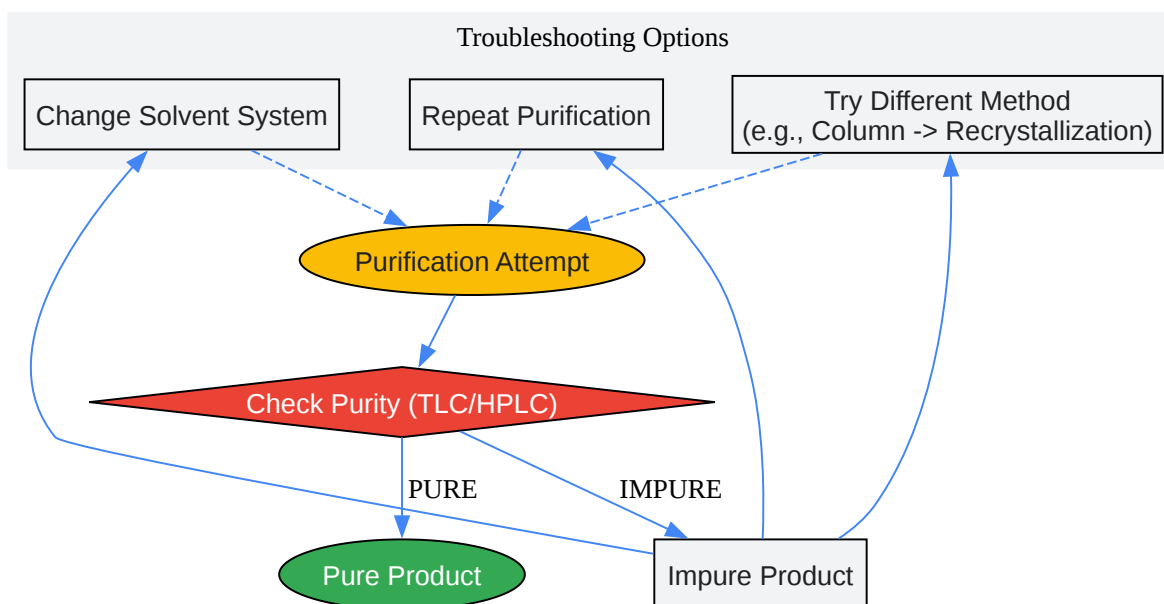 Troubleshooting Options
Change Solvent System
Repeat Purification
Try Different Method
(e.g., Column -> Recrystallization)
Purification Attempt
Check Purity (TLC/HPLC)
PURE
IMPURE
Pure Product
Impure Product